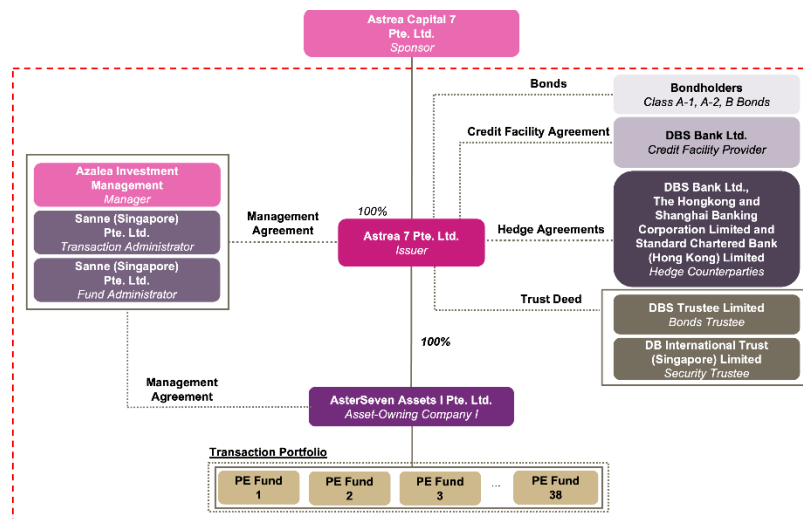 Astrea Capital 7
Pte. Ltd.
Sponsor
Bonds
Bondholders
Class A-1, A-2, B Bonds
Credit Facility Agreement
DBS Bank Ltd.
Credit Facility Provider
Azalea Investment
Management
Manager
Sanne (Singapore)
Pte. Ltd.
Transaction Administrator
Sanne (Singapore)
Pte. Ltd.
Fund Administrator
Management
Agreement
100%
Astrea 7 Pte. Ltd.
Issuer
Hedge Agreements
DBS Bank Ltd.,
The Hongkong and
Shanghai Banking
Corporation Limited and
Standard Chartered Bank
(Hong Kong) Limited
Hedge Counterparties
Trust Deed
DBS Trustee Limited
Bonds Trustee
DB International Trust
(Singapore) Limited
Security Trustee
100%
Management
Agreement
AsterSeven Assets I Pte. Ltd.
Asset-Owning Company I
Transaction Portfolio
PE Fund
1
PE Fund
2
PE Fund
3
...
PE Fund
38